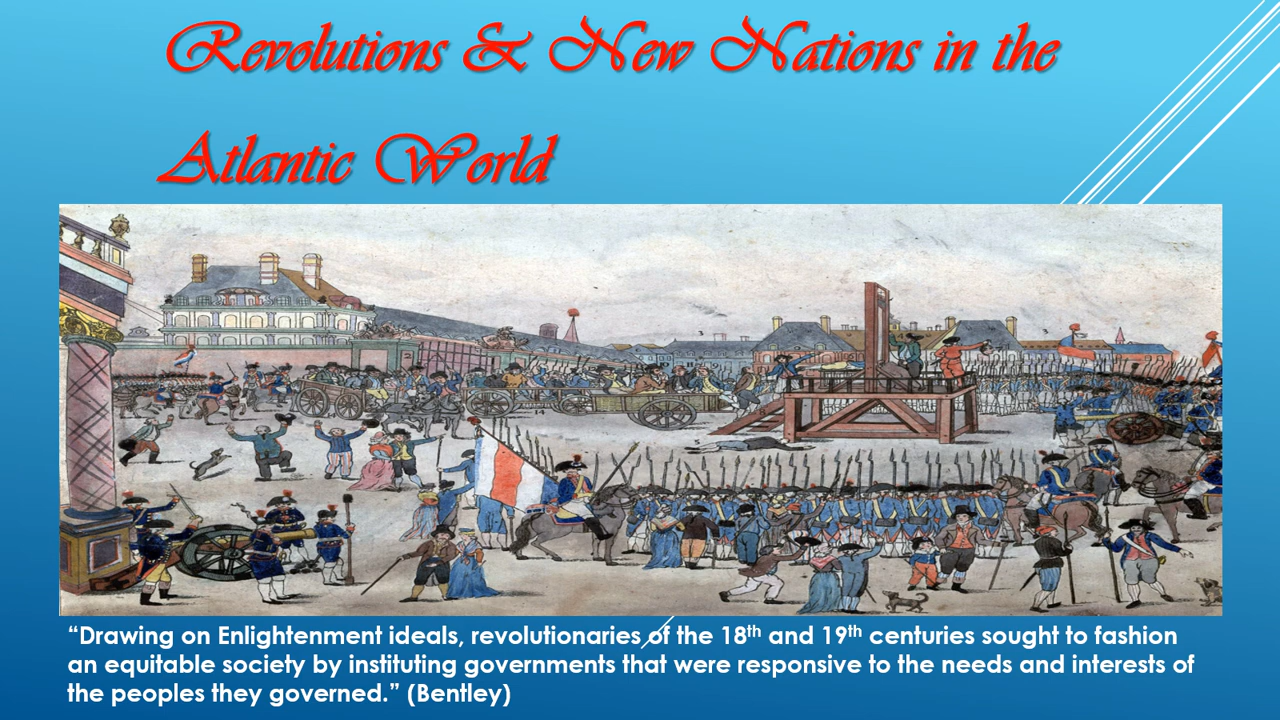 Revolutions & New Nations in the
Atlantic World
“Drawing on Enlightenment ideals, revolutionaries of the 18th and 19th centuries sought to fashion
an equitable society by instituting governments that were responsive to the needs and interests of
the peoples they governed.” (Bentley)